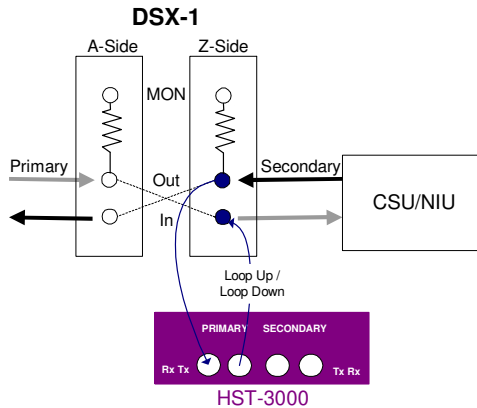 DSX-1
A-Side
Z-Side
MON
Primary
Out
Secondary
In
CSU/NIU
Loop Up /
Loop Down
PRIMARY SECONDARY
Rx Tx
Tx Rx
HST-3000